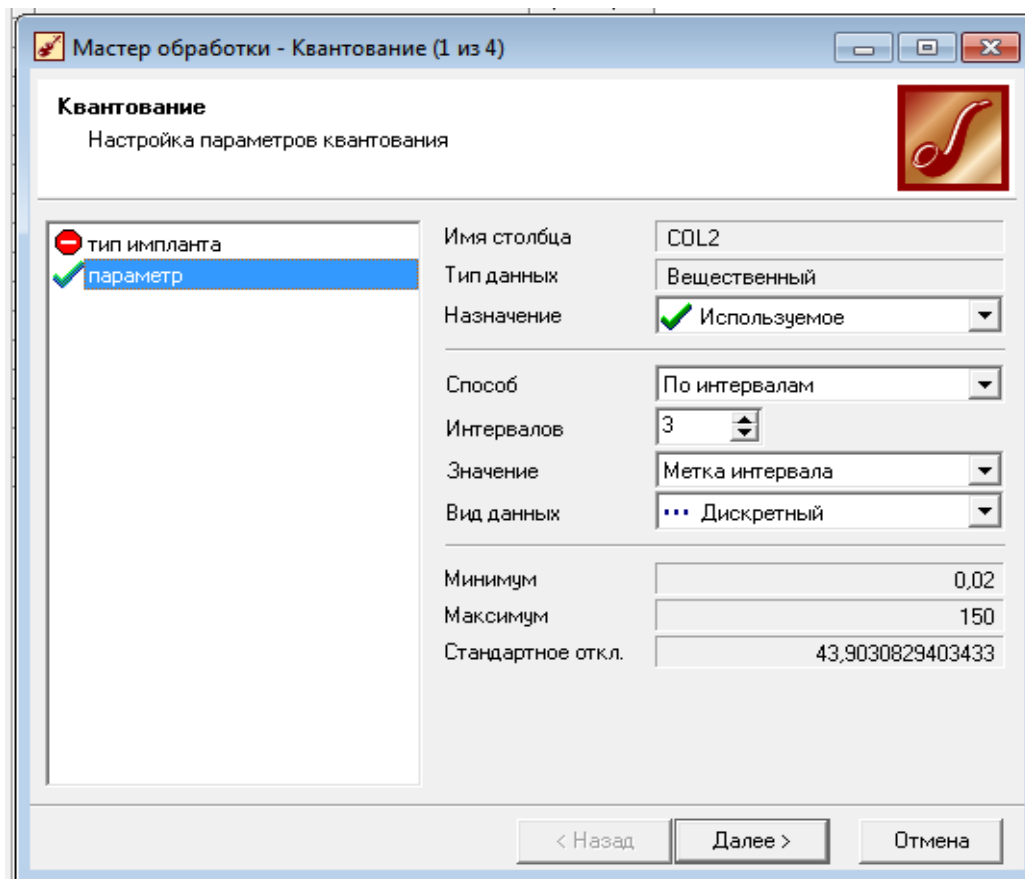 Мастер обработки - Квантование (1 из 4)
Квантование
Настройка параметров квантования
тип импланта
параметр
Имя столбца COL2
Тип данных Вещественный
Назначение Используемое
Способ По интервалам
Интервалов 3
Значение Метка интервала
Вид данных Дискретный
Минимум 0,02
Максимум 150
Стандартное откл. 43,9030829403433
< Назад Далее > Отмена